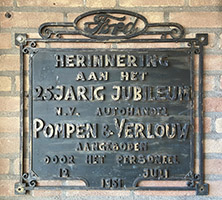 Ford
HERINNERING
AAN HET
25JARIG JUBILEUM
N.V. AUTOHANDEL
POMPEN & VERLOUW
AANGEBODEN
DOOR HET PERSONEEL
12 JULI
1951